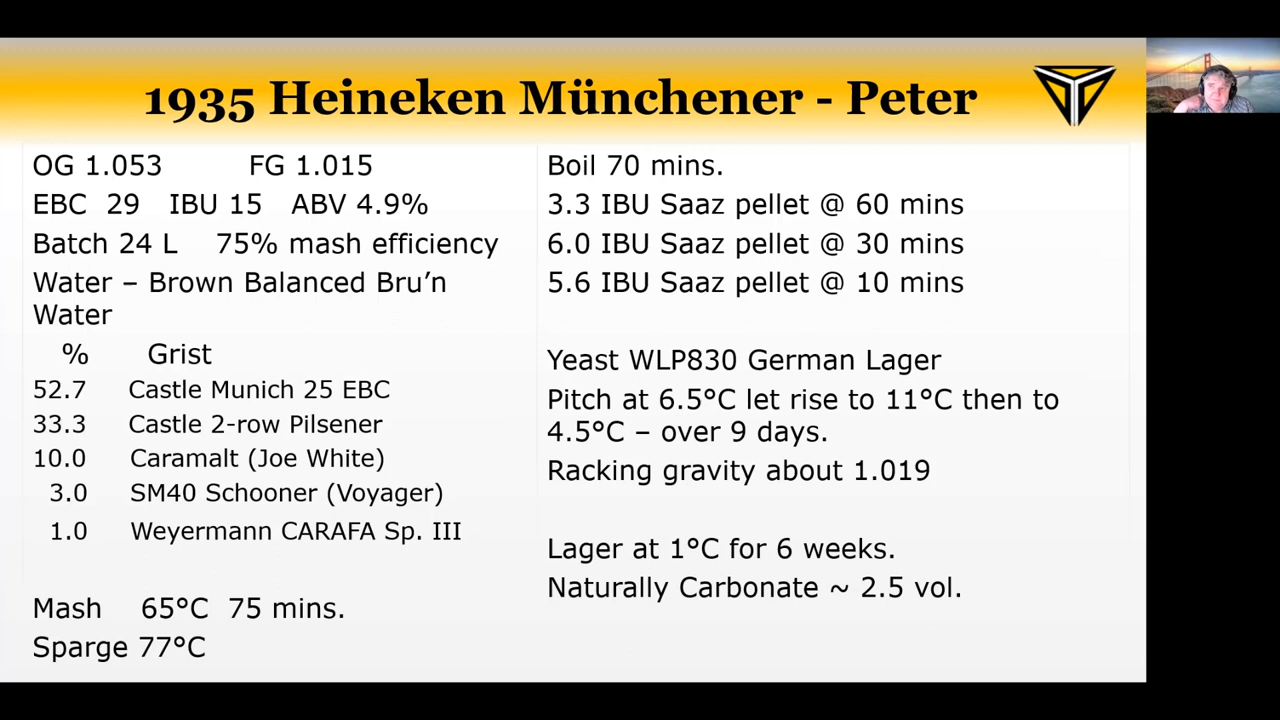 1935 Heineken Münchener - Peter
OG 1.053 FG 1.015
EBC 29 IBU 15 ABV 4.9%
Batch 24 L 75% mash efficiency
Water – Brown Balanced Bru’n
Water
% Grist
52.7 Castle Munich 25 EBC
33.3 Castle 2-row Pilsener
10.0 Caramalt (Joe White)
3.0 SM40 Schooner (Voyager)
1.0 Weyermann CARAFA Sp. III
Mash 65°C 75 mins.
Sparge 77°C
Boil 70 mins.
3.3 IBU Saaz pellet @ 60 mins
6.0 IBU Saaz pellet @ 30 mins
5.6 IBU Saaz pellet @ 10 mins
Yeast WLP830 German Lager
Pitch at 6.5°C let rise to 11°C then to
4.5°C – over 9 days.
Racking gravity about 1.019
Lager at 1°C for 6 weeks.
Naturally Carbonate ~ 2.5 vol.